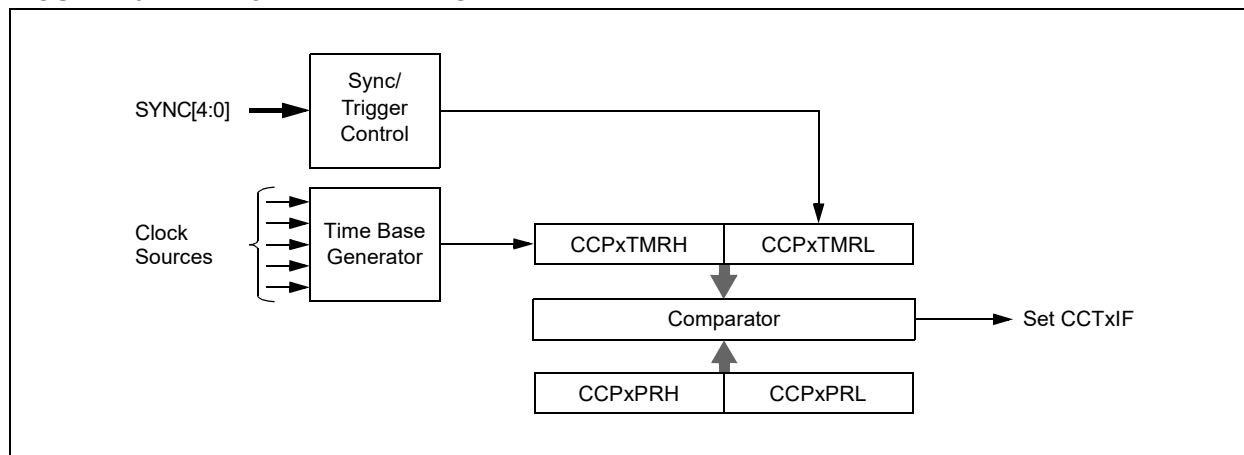 SYNC[4:0]
Sync/
Trigger
Control
Clock
Sources
Time Base
Generator
CCPxTMRH
CCPxTMRL
Comparator
Set CCTxIF
CCPxPRH
CCPxPRL